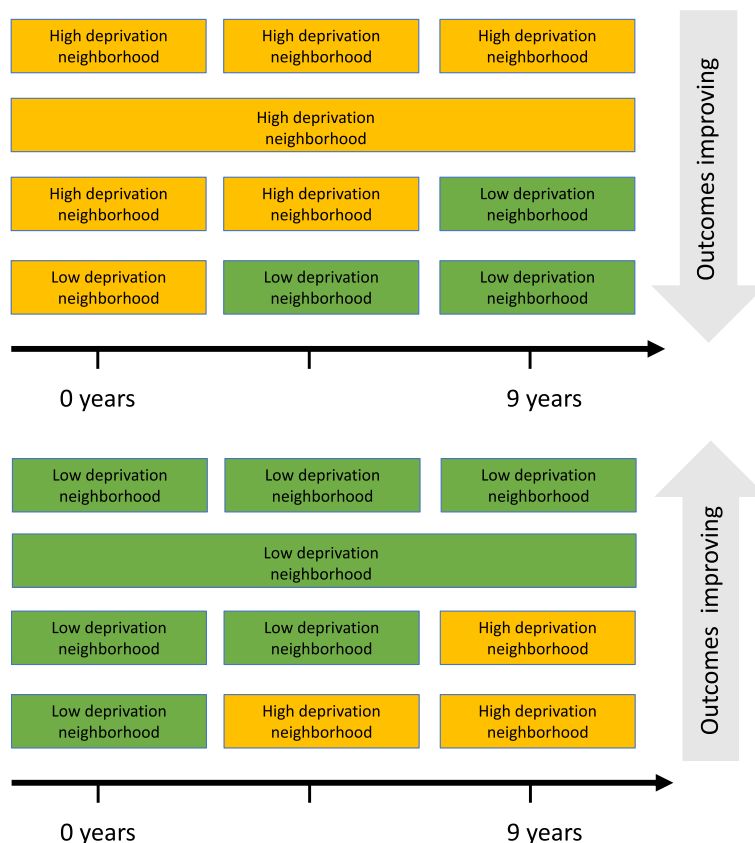 High deprivation
neighborhood
High deprivation
neighborhood
High deprivation
neighborhood
High deprivation
neighborhood
High deprivation
neighborhood
High deprivation
neighborhood
Low deprivation
neighborhood
Low deprivation
neighborhood
Low deprivation
neighborhood
Low deprivation
neighborhood
Outcomes improving
0 years
9 years
Low deprivation
neighborhood
Low deprivation
neighborhood
Low deprivation
neighborhood
Low deprivation
neighborhood
Low deprivation
neighborhood
Low deprivation
neighborhood
High deprivation
neighborhood
Low deprivation
neighborhood
High deprivation
neighborhood
High deprivation
neighborhood
Outcomes improving
0 years
9 years